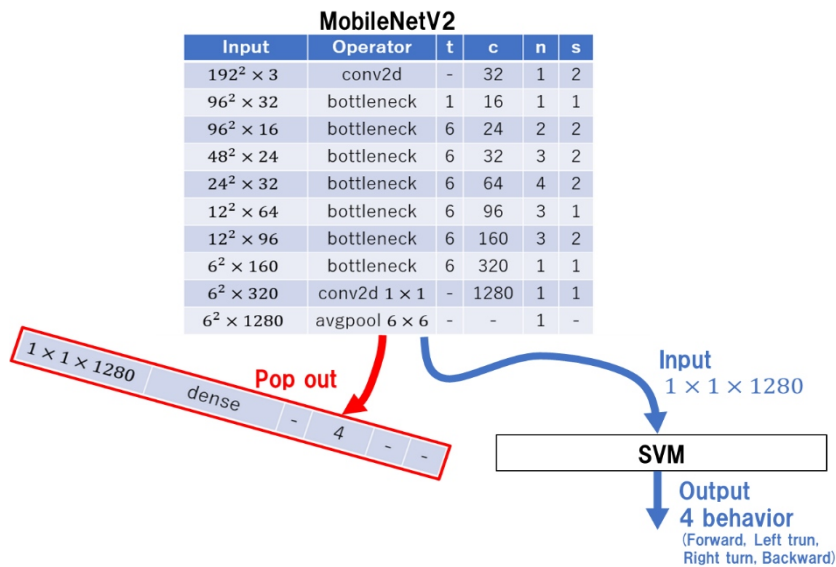 MobileNetV2
Input Operator t c n s
192² × 3 conv2d - 32 1 2
96² × 32 bottleneck 1 16 1 1
96² × 16 bottleneck 6 24 2 2
48² × 24 bottleneck 6 32 3 2
24² × 32 bottleneck 6 64 4 2
12² × 64 bottleneck 6 96 3 1
12² × 96 bottleneck 6 160 3 2
6² × 160 bottleneck 6 320 1 1
6² × 320 conv2d 1 × 1 - 1280 1 1
6² × 1280 avgpool 6 × 6 - - 1 -
1 × 1 × 1280 dense - 4 - -
Pop out
Input
1 × 1 × 1280
SVM
Output
4 behavior
(Forward, Left trun,
Right turn, Backward)